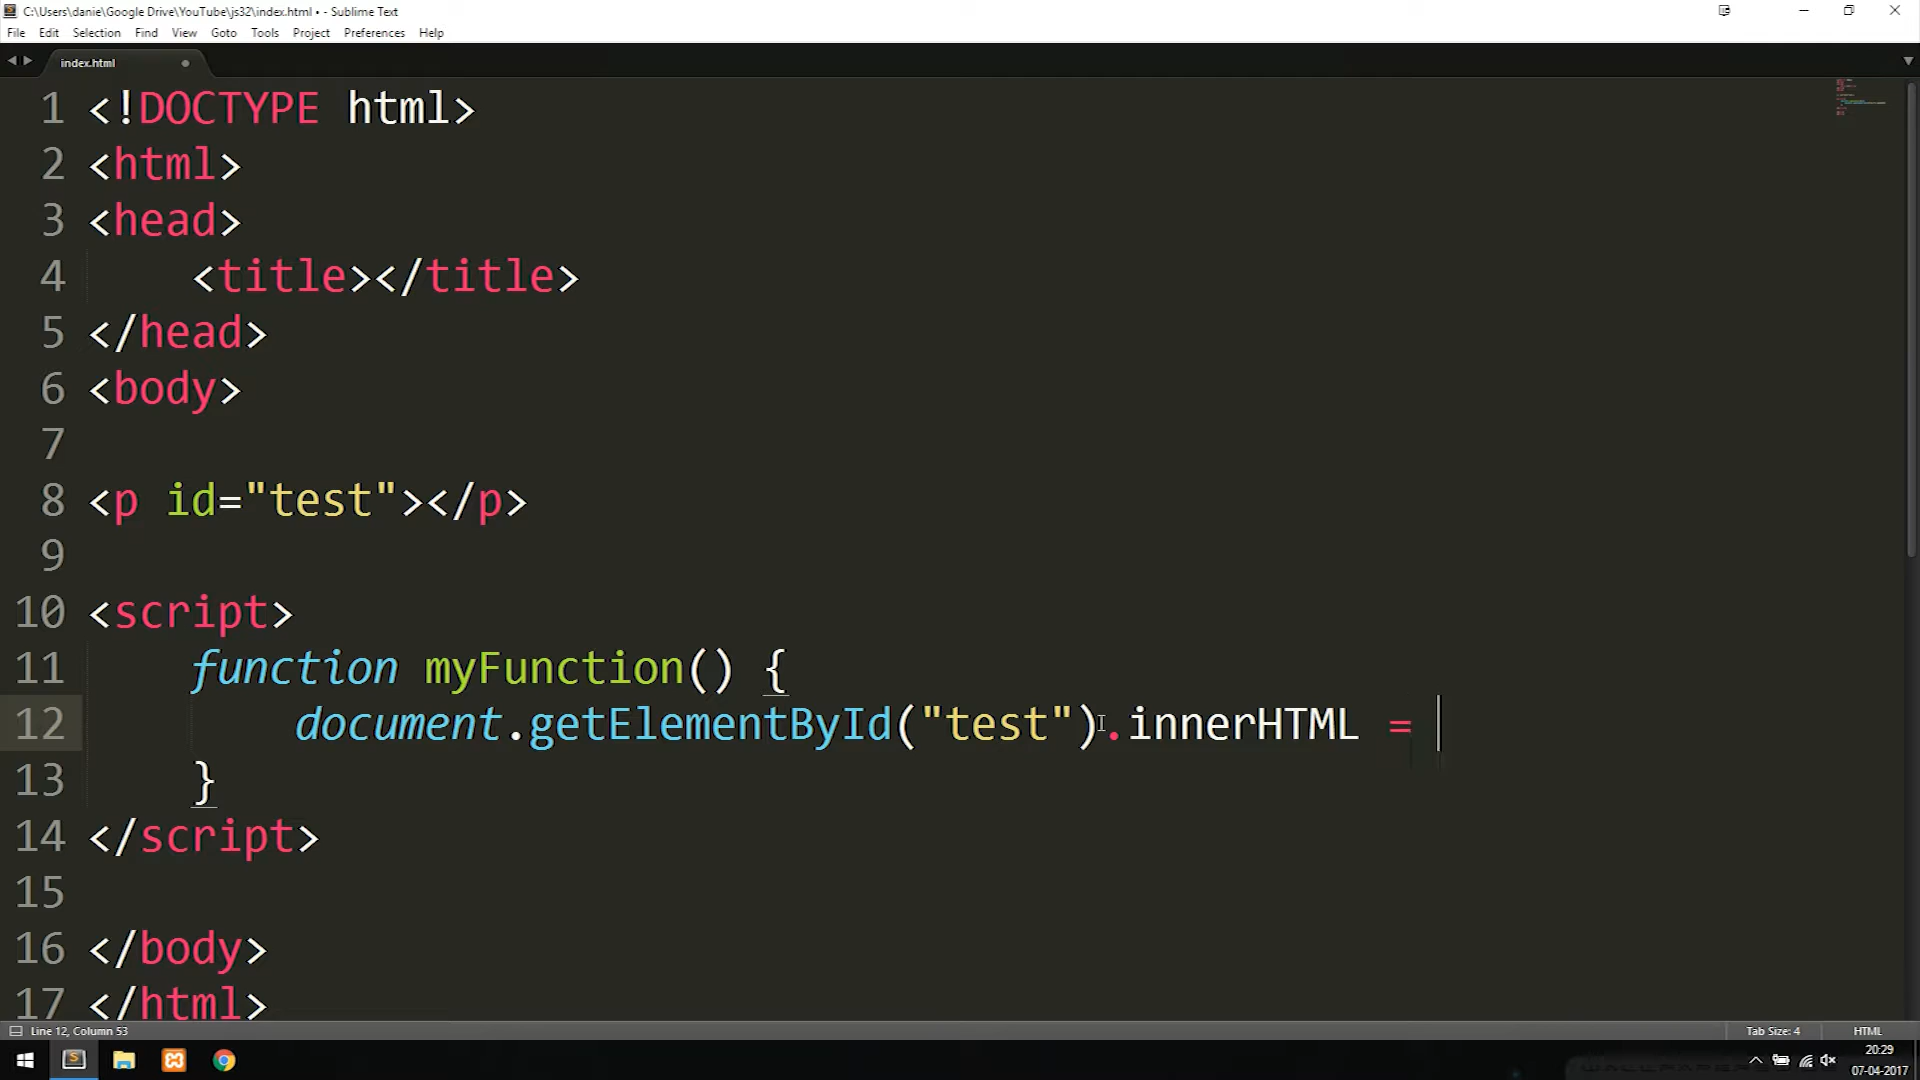 C:\Users\danie\Google Drive\YouTube\js32\index.html • - Sublime Text
File Edit Selection Find View Goto Tools Project Preferences Help
index.html
1 <!DOCTYPE html>
2 <html>
3 <head>
4 <title></title>
5 </head>
6 <body>
7
8 <p id="test"></p>
9
10 <script>
11 function myFunction() {
12 document.getElementById("test").innerHTML =
13 }
14 </script>
15
16 </body>
17 </html>
Line 12, Column 53 Tab Size: 4 HTML
20:29
07-04-2017